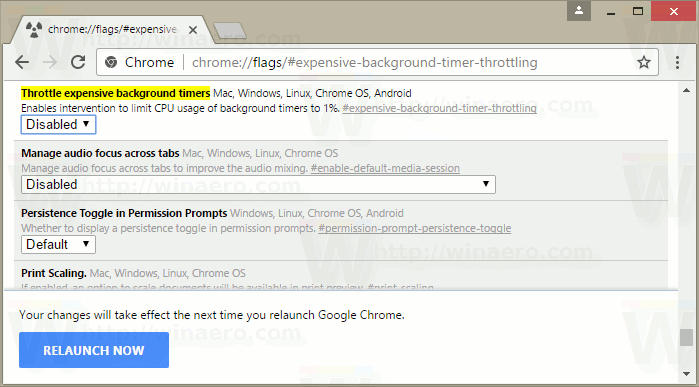 chrome://flags/#expensive-
Chrome chrome://flags/#expensive-background-timer-throttling
Throttle expensive background timers Mac, Windows, Linux, Chrome OS, Android
Enables intervention to limit CPU usage of background timers to 1%. #expensive-background-timer-throttling
Disabled
Manage audio focus across tabs Mac, Windows, Linux, Chrome OS
Manage audio focus across tabs to improve the audio mixing. #enable-default-media-session
Disabled
Persistence Toggle in Permission Prompts Windows, Linux, Chrome OS, Android
Whether to display a persistence toggle in permission prompts. #permission-prompt-persistence-toggle
Default
Print Scaling. Mac, Windows, Linux, Chrome OS
If enabled, an option to scale documents will be available in print preview. #print-scaling
Your changes will take effect the next time you relaunch Google Chrome.
RELAUNCH NOW
http://winaero.com